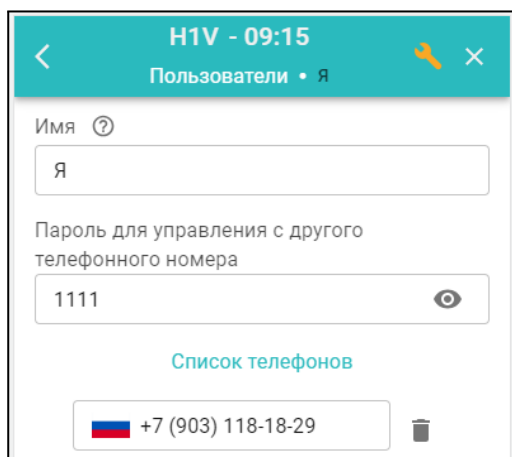 H1V - 09:15
Пользователи • Я
Имя ?
Я
Пароль для управления с другого
телефонного номера
1111
Список телефонов
+7 (903) 118-18-29